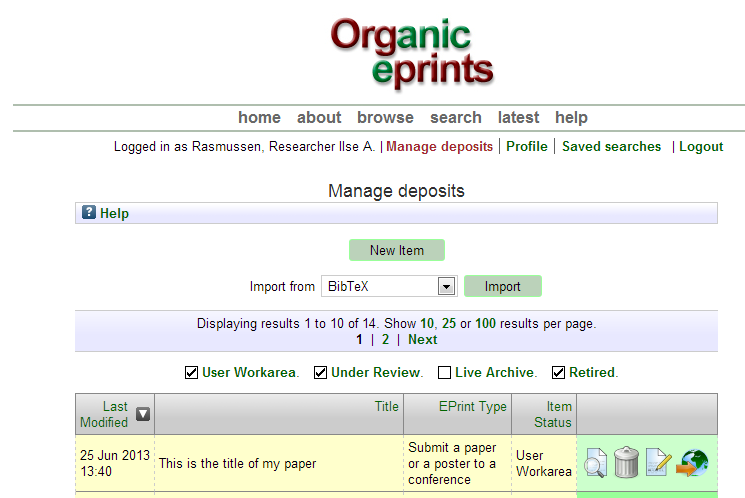 Organic
eprints
home about browse search latest help
Logged in as Rasmussen, Researcher Ilse A. | Manage deposits | Profile | Saved searches | Logout
Manage deposits
? Help
New Item
Import from BibTeX Import
Displaying results 1 to 10 of 14. Show 10, 25 or 100 results per page.
1 | 2 | Next
User Workarea. Under Review. Live Archive. Retired.
Last Modified Title EPrint Type Item Status
25 Jun 2013 13:40 This is the title of my paper Submit a paper or a poster to a conference User Workarea